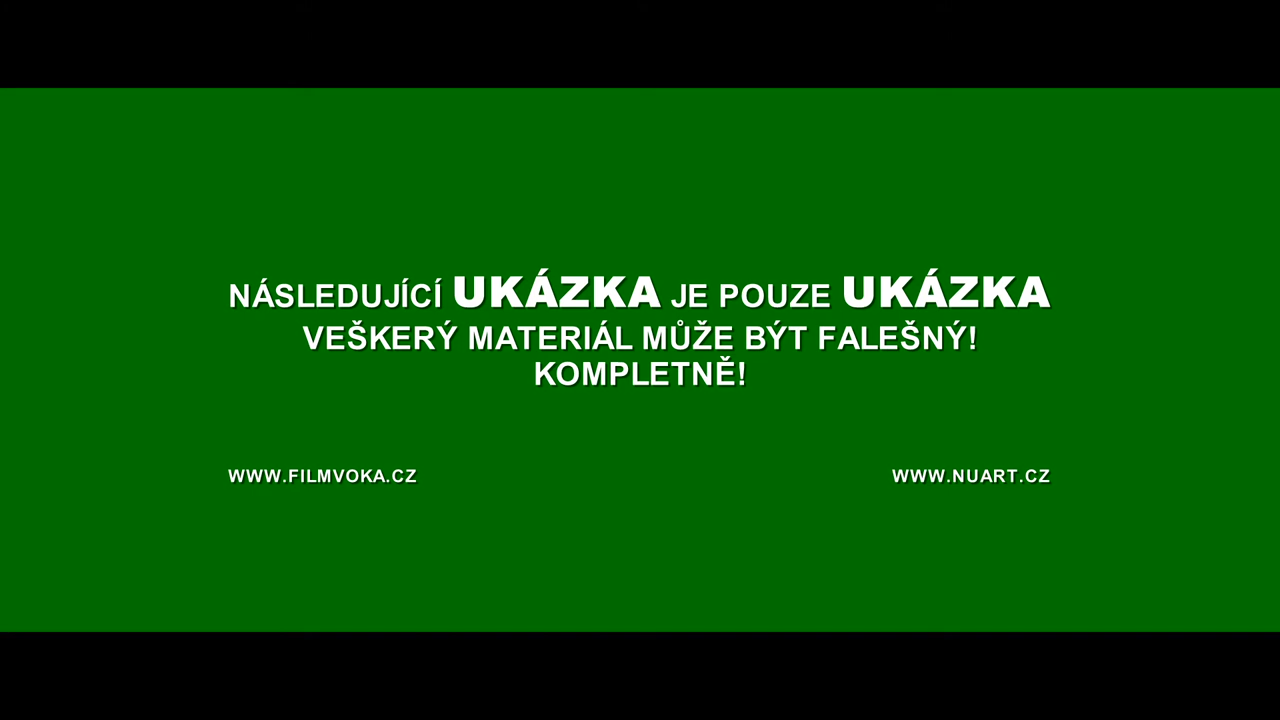 NÁSLEDUJÍCÍ UKÁZKA JE POUZE UKÁZKA
VEŠKERÝ MATERIÁL MŮŽE BÝT FALEŠNÝ!
KOMPLETNĚ!
WWW.FILMVOKA.CZ
WWW.NUART.CZ